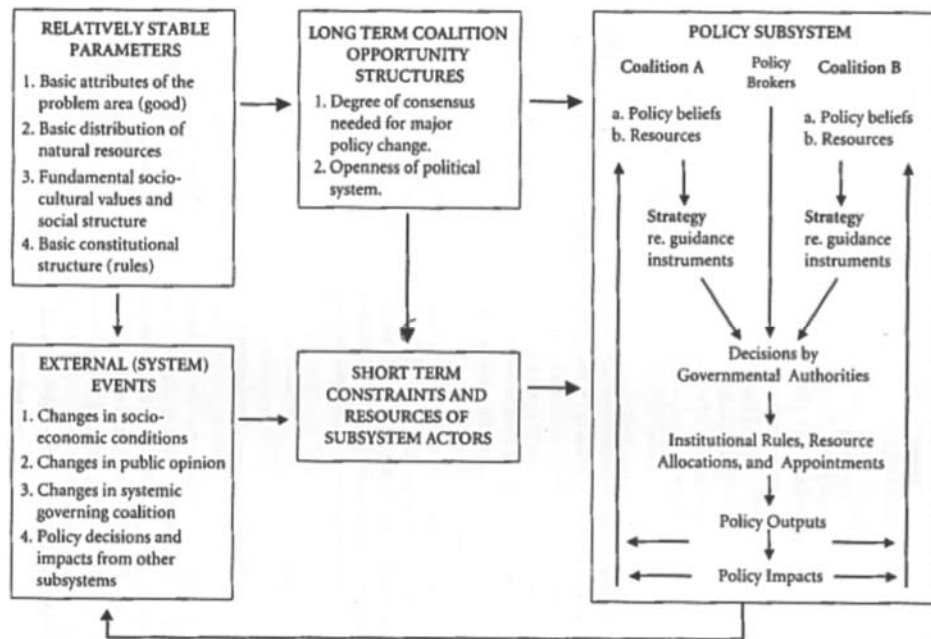 RELATIVELY STABLE
PARAMETERS
1. Basic attributes of the
problem area (good)
2. Basic distribution of
natural resources
3. Fundamental socio-
cultural values and
social structure
4. Basic constitutional
structure (rules)
LONG TERM COALITION
OPPORTUNITY
STRUCTURES
1. Degree of consensus
needed for major
policy change.
2. Openness of political
system.
POLICY SUBSYSTEM
Coalition A
Policy
Brokers
Coalition B
a. Policy beliefs
b. Resources
a. Policy beliefs
b. Resources
Strategy
re. guidance
instruments
Strategy
re. guidance
instruments
Decisions by
Governmental Authorities
Institutional Rules, Resource
Allocations, and Appointments
Policy Outputs
Policy Impacts
EXTERNAL (SYSTEM)
EVENTS
1. Changes in socio-
economic conditions
2. Changes in public opinion
3. Changes in systemic
governing coalition
4. Policy decisions and
impacts from other
subsystems
SHORT TERM
CONSTRAINTS AND
RESOURCES OF
SUBSYSTEM ACTORS